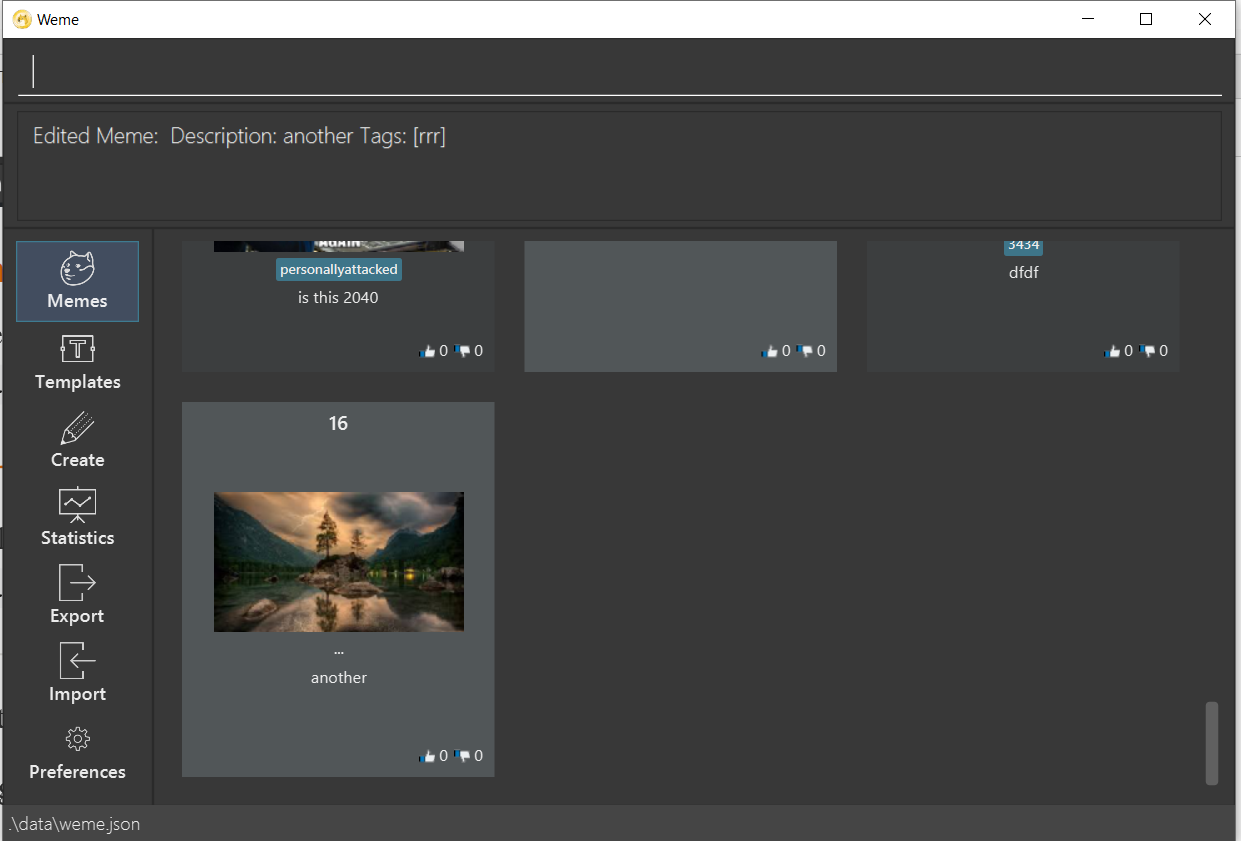 Weme
Edited Meme:  Description: another Tags: [rrr]
Memes
Templates
Create
Statistics
Export
Import
Preferences
AGAIN
personallyattacked
is this 2040
0 0
0 0
3434
dfdf
0 0
16
...
another
0 0
.\data\weme.json